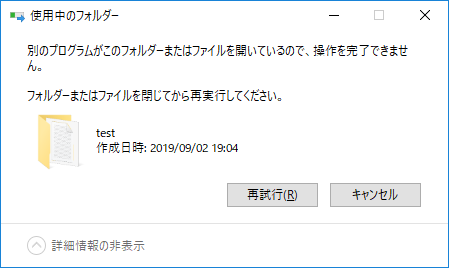 使用中のフォルダー
別のプログラムがこのフォルダーまたはファイルを開いているので、操作を完了できませ
ん。
フォルダーまたはファイルを閉じてから再実行してください。
test
作成日時: 2019/09/02 19:04
再試行(R)
キャンセル
詳細情報の非表示